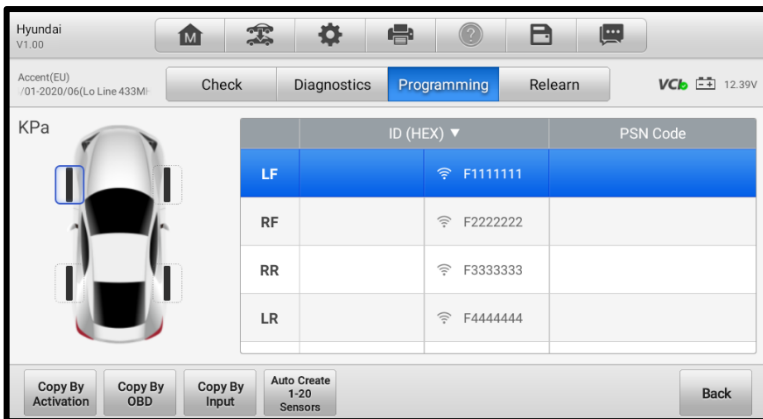 Hyundai
V1.00
M
?
Accent(EU)
/01-2020/06(Lo Line 433MH
Check
Diagnostics
Programming
Relearn
VCI
12.39V
KPa
ID (HEX) ▼
PSN Code
LF
F1111111
RF
F2222222
RR
F3333333
LR
F4444444
Copy By
Activation
Copy By
OBD
Copy By
Input
Auto Create
1-20
Sensors
Back